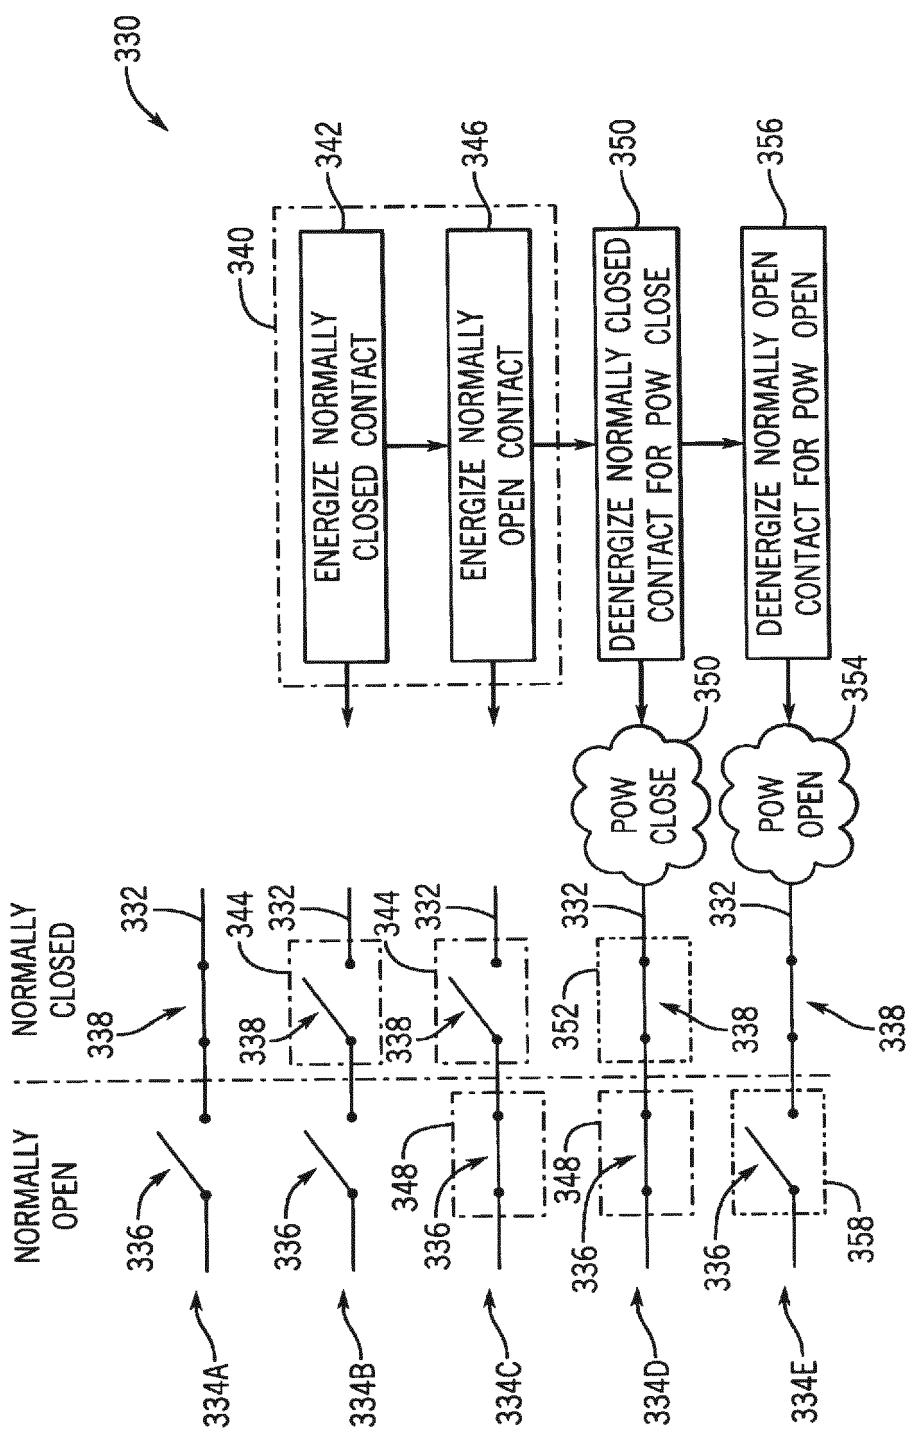 330
NORMALLY
OPEN
NORMALLY
CLOSED
334A
336
338
332
334B
336
338
344
332
340
ENERGIZE NORMALLY
CLOSED CONTACT
342
334C
348
336
338
344
332
ENERGIZE NORMALLY
OPEN CONTACT
346
334D
348
336
352
338
332
POW
CLOSE
350
DEENERGIZE NORMALLY CLOSED
CONTACT FOR POW CLOSE
350
334E
336
358
338
332
POW
OPEN
354
DEENERGIZE NORMALLY OPEN
CONTACT FOR POW OPEN
356